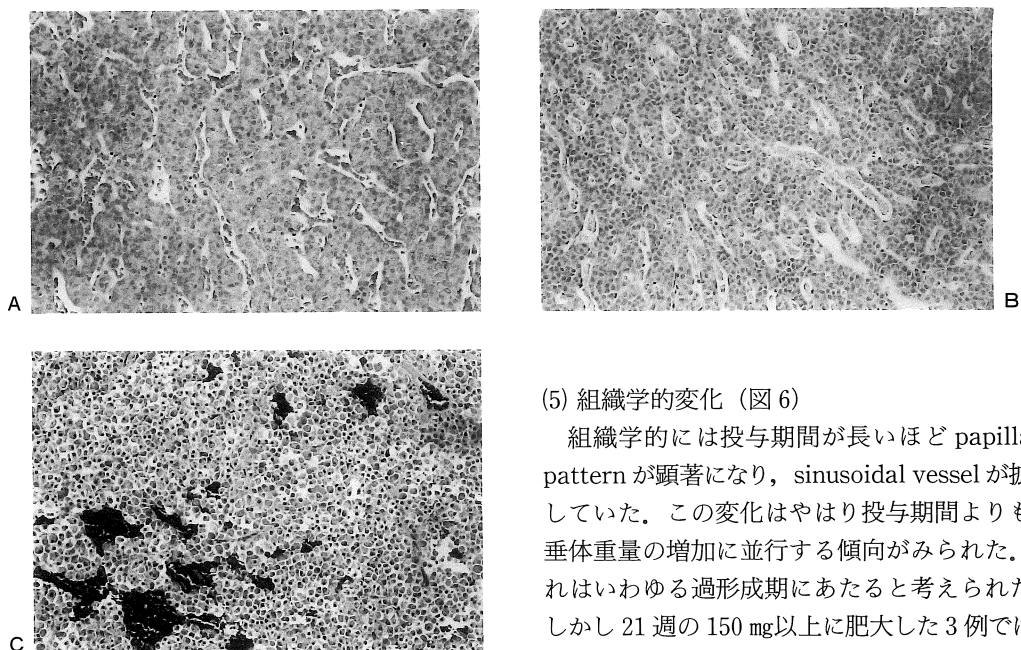 A
B
C
(5) 組織学的変化（図 6）
組織学的には投与期間が長いほど
pattern が顕著になり，sinusoidal vessel が
していた．この変化はやはり投与期間よりも
垂体重量の増加に並行する傾向がみられた．
れはいわゆる過形成期にあたると考えられた
しかし 21 週の 150 ㎎以上に肥大した 3 例では